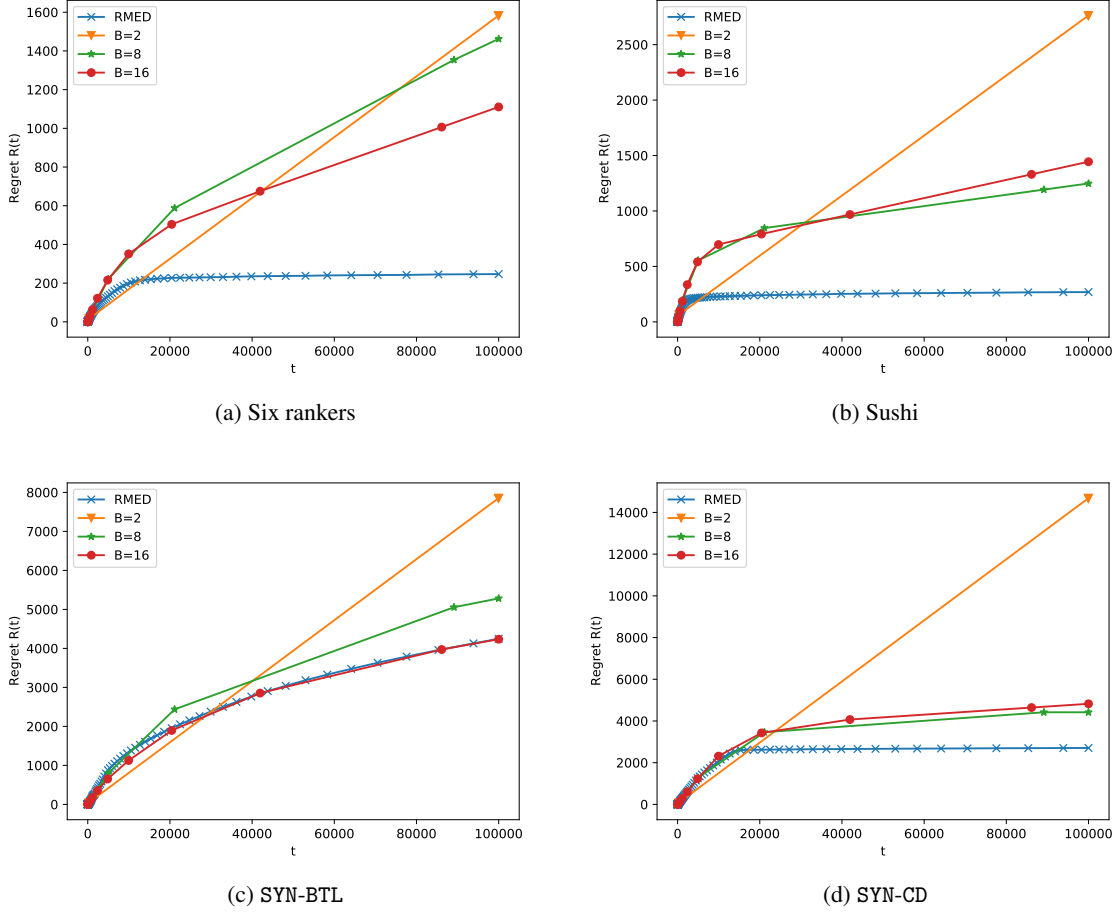 1600
1400
1200
1000
800
600
400
200
0
Regret R(t)
RMED
B=2
B=8
B=16
0 20000 40000 60000 80000 100000
t
(a) Six rankers
2500
2000
1500
1000
500
0
Regret R(t)
RMED
B=2
B=8
B=16
0 20000 40000 60000 80000 100000
t
(b) Sushi
8000
7000
6000
5000
4000
3000
2000
1000
0
Regret R(t)
RMED
B=2
B=8
B=16
0 20000 40000 60000 80000 100000
t
(c) SYN-BTL
14000
12000
10000
8000
6000
4000
2000
0
Regret R(t)
RMED
B=2
B=8
B=16
0 20000 40000 60000 80000 100000
t
(d) SYN-CD